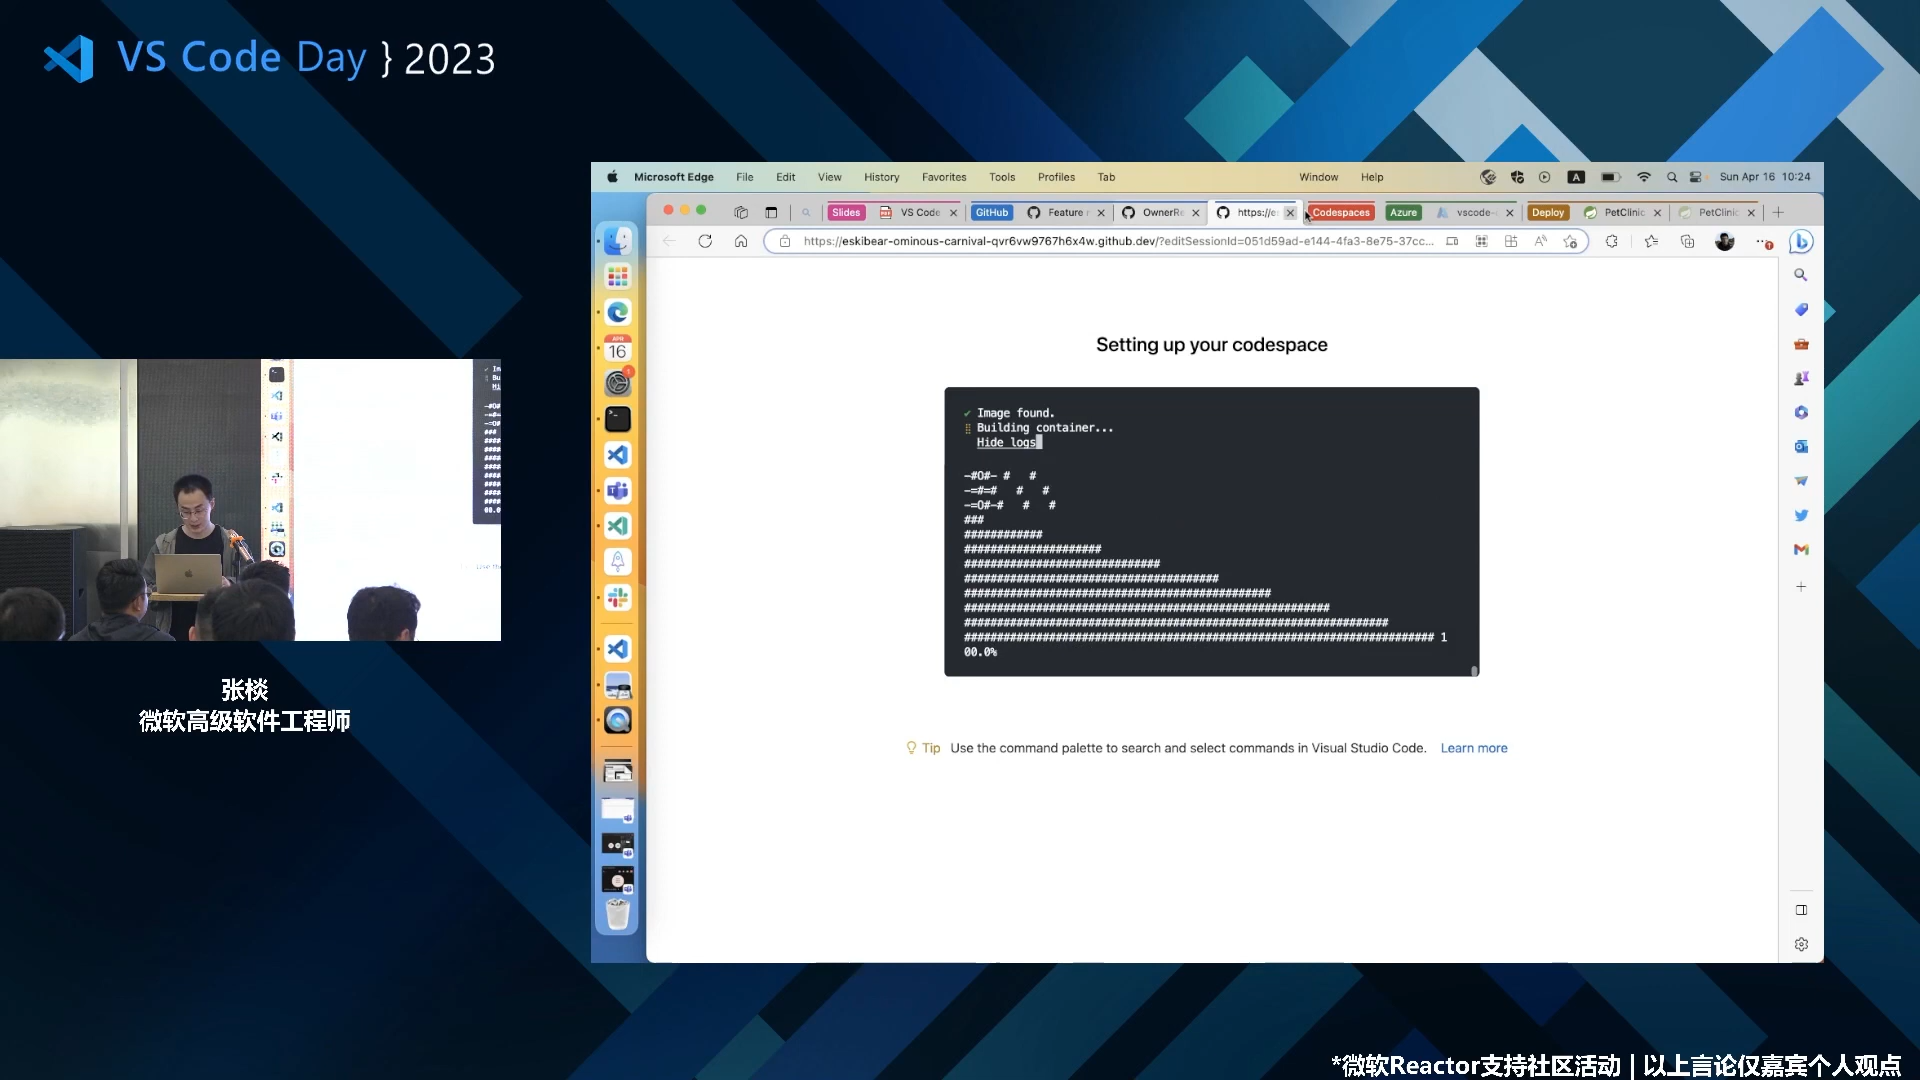 VS Code Day } 2023
Microsoft Edge File Edit View History Favorites Tools Profiles Tab Window Help A Sun Apr 16 10:24
Slides VS Code GitHub Feature OwnerRe https://es Codespaces Azure vscode- Deploy PetClinic PetClinic
https://eskibear-ominous-carnival-qvr6vw9767h6x4w.github.dev/?editSessionId=051d59ad-e144-4fa3-8e75-37cc...
APR
16
Setting up your codespace
✓ Image found.
Building container...
Hide logs
-#O#- #   #
-=#=#   #   #
-=O#-#   #   #
###
############
#####################
##############################
#######################################
###############################################
########################################################
#################################################################
######################################################################## 1
00.0%
Tip Use the command palette to search and select commands in Visual Studio Code. Learn more
张棪
微软高级软件工程师
*微软Reactor支持社区活动 | 以上言论仅嘉宾个人观点